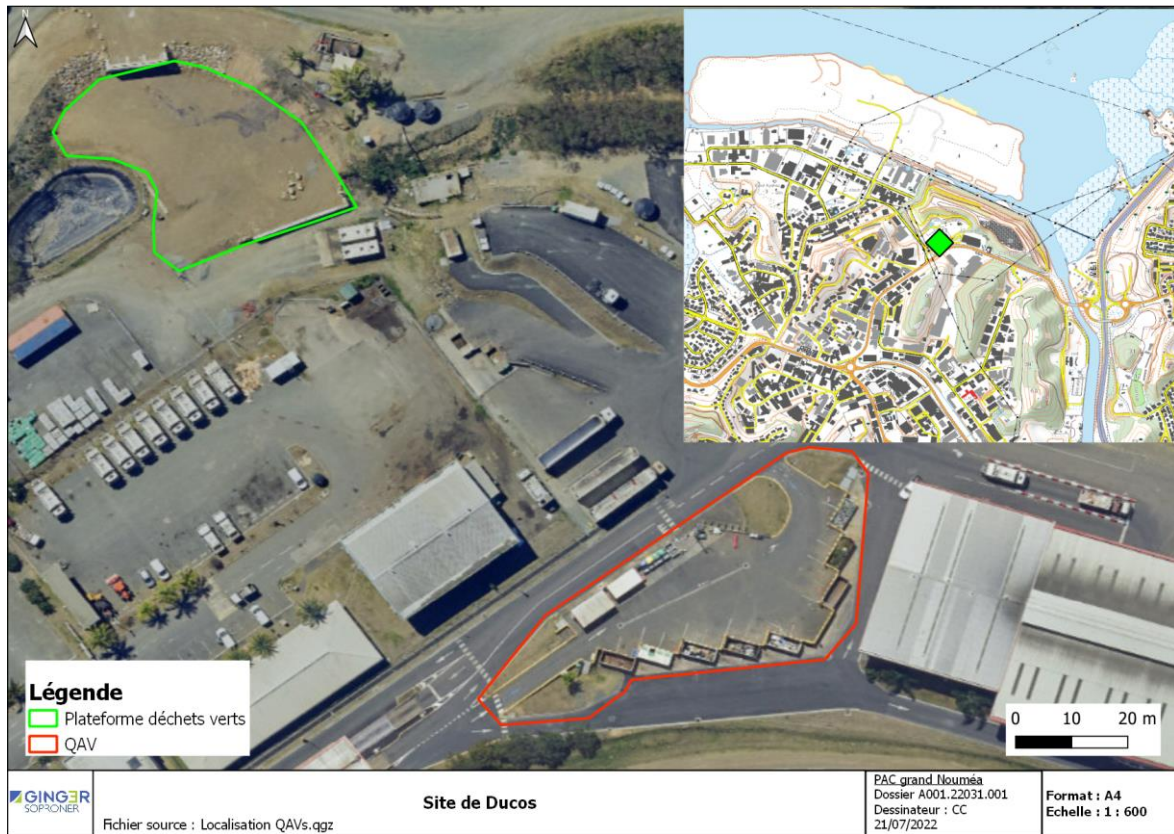 N
Légende
Plateforme déchets verts
QAV
0 10 20 m
GINGER
SOPRONER
Fichier source : Localisation QAVs.qgz
Site de Ducos
PAC grand Nouméa
Dossier A001.22031.001
Dessinateur : CC
21/07/2022
Format : A4
Echelle : 1 : 600